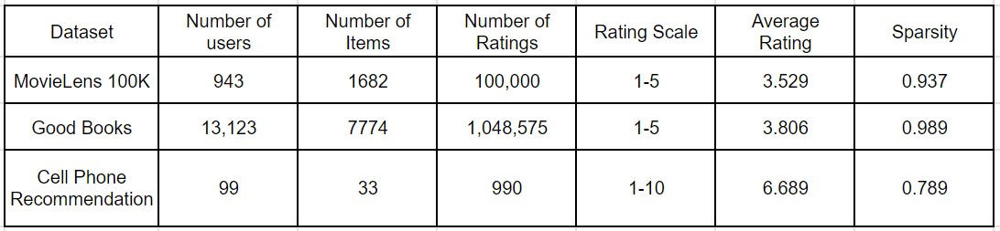 Dataset Number of users Number of Items Number of Ratings Rating Scale Average Rating Sparsity
MovieLens 100K 943 1682 100,000 1-5 3.529 0.937
Good Books 13,123 7774 1,048,575 1-5 3.806 0.989
Cell Phone Recommendation 99 33 990 1-10 6.689 0.789